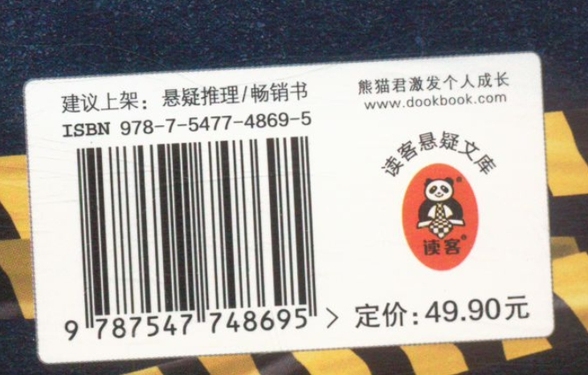 建议上架：悬疑推理/畅销书
ISBN 978-7-5477-4869-5
熊猫君激发个人成长
www.dookbook.com
读客悬疑文库
读客®
9 787547 748695 >
定价：49.90元